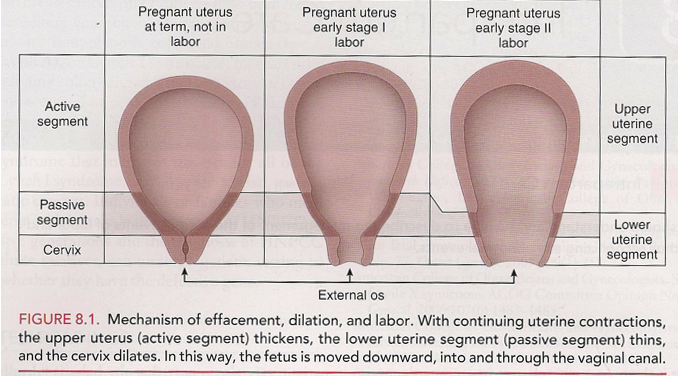 Pregnant uterus
at term, not in
labor
Pregnant uterus
early stage I
labor
Pregnant uterus
early stage II
labor
Active
segment
Upper
uterine
segment
Passive
segment
Cervix
Lower
uterine
segment
External os
FIGURE 8.1. Mechanism of effacement, dilation, and labor. With continuing uterine contractions,
the upper uterus (active segment) thickens, the lower uterine segment (passive segment) thins,
and the cervix dilates. In this way, the fetus is moved downward, into and through the vaginal canal.